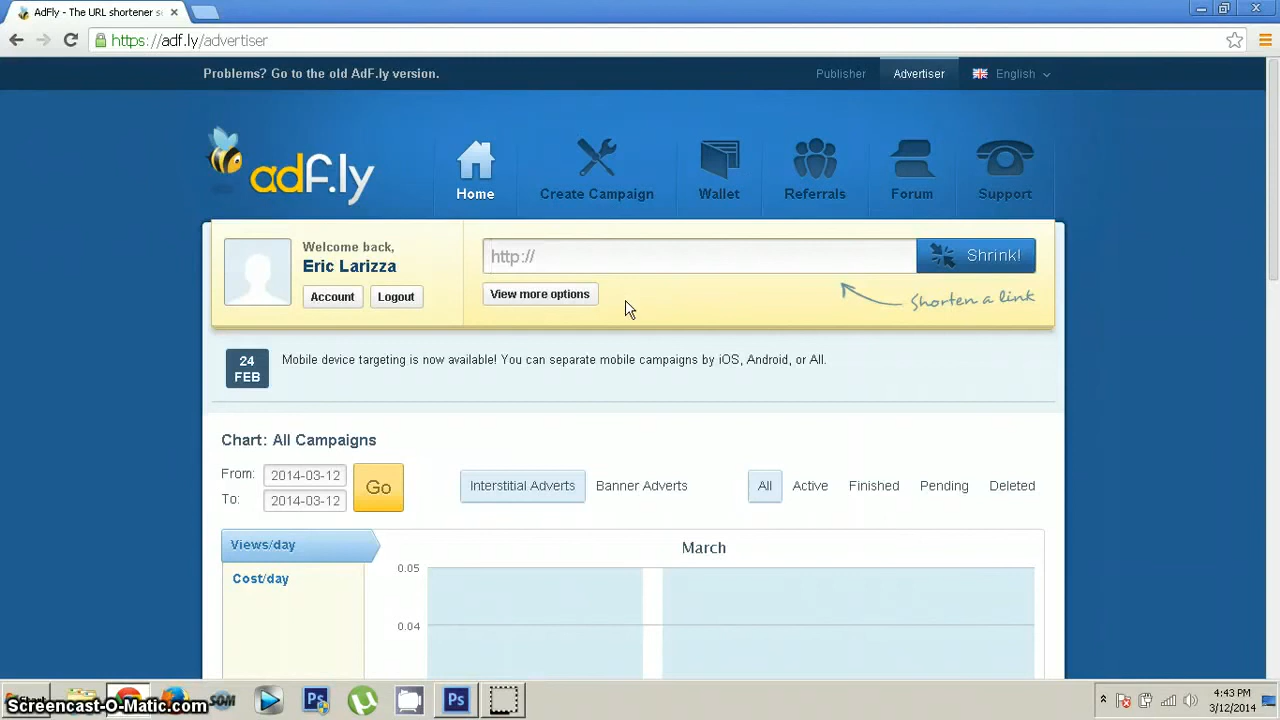 AdFly - The URL shortener s
https://adf.ly/advertiser
Problems? Go to the old AdF.ly version.
Publisher
Advertiser
English
adf.ly
Home
Create Campaign
Wallet
Referrals
Forum
Support
Welcome back,
Eric Larizza
Account
Logout
http://
Shrink!
View more options
Shorten a link
24
FEB
Mobile device targeting is now available! You can separate mobile campaigns by iOS, Android, or All.
Chart: All Campaigns
From: 2014-03-12
To: 2014-03-12
Go
Interstitial Adverts
Banner Adverts
All
Active
Finished
Pending
Deleted
Views/day
Cost/day
March
0.05
0.04
SOM
Ps
Ps
Screencast-O-Matic.com
4:43 PM
3/12/2014